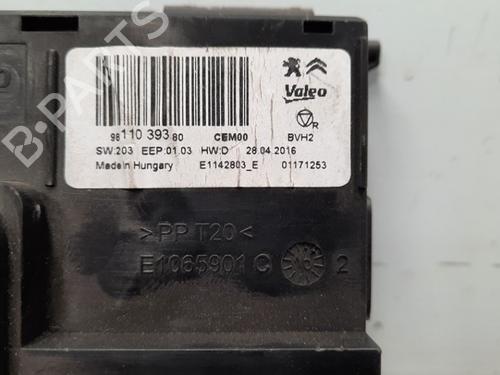 Valeo
98 110 393 80 CEM00 BVH2
R
SW:203 EEP:01.03 HW:D 28.04.2016
Made in Hungary E1142803_E 01171253
>PP T20<
E1065901 C 2
B-PARTS